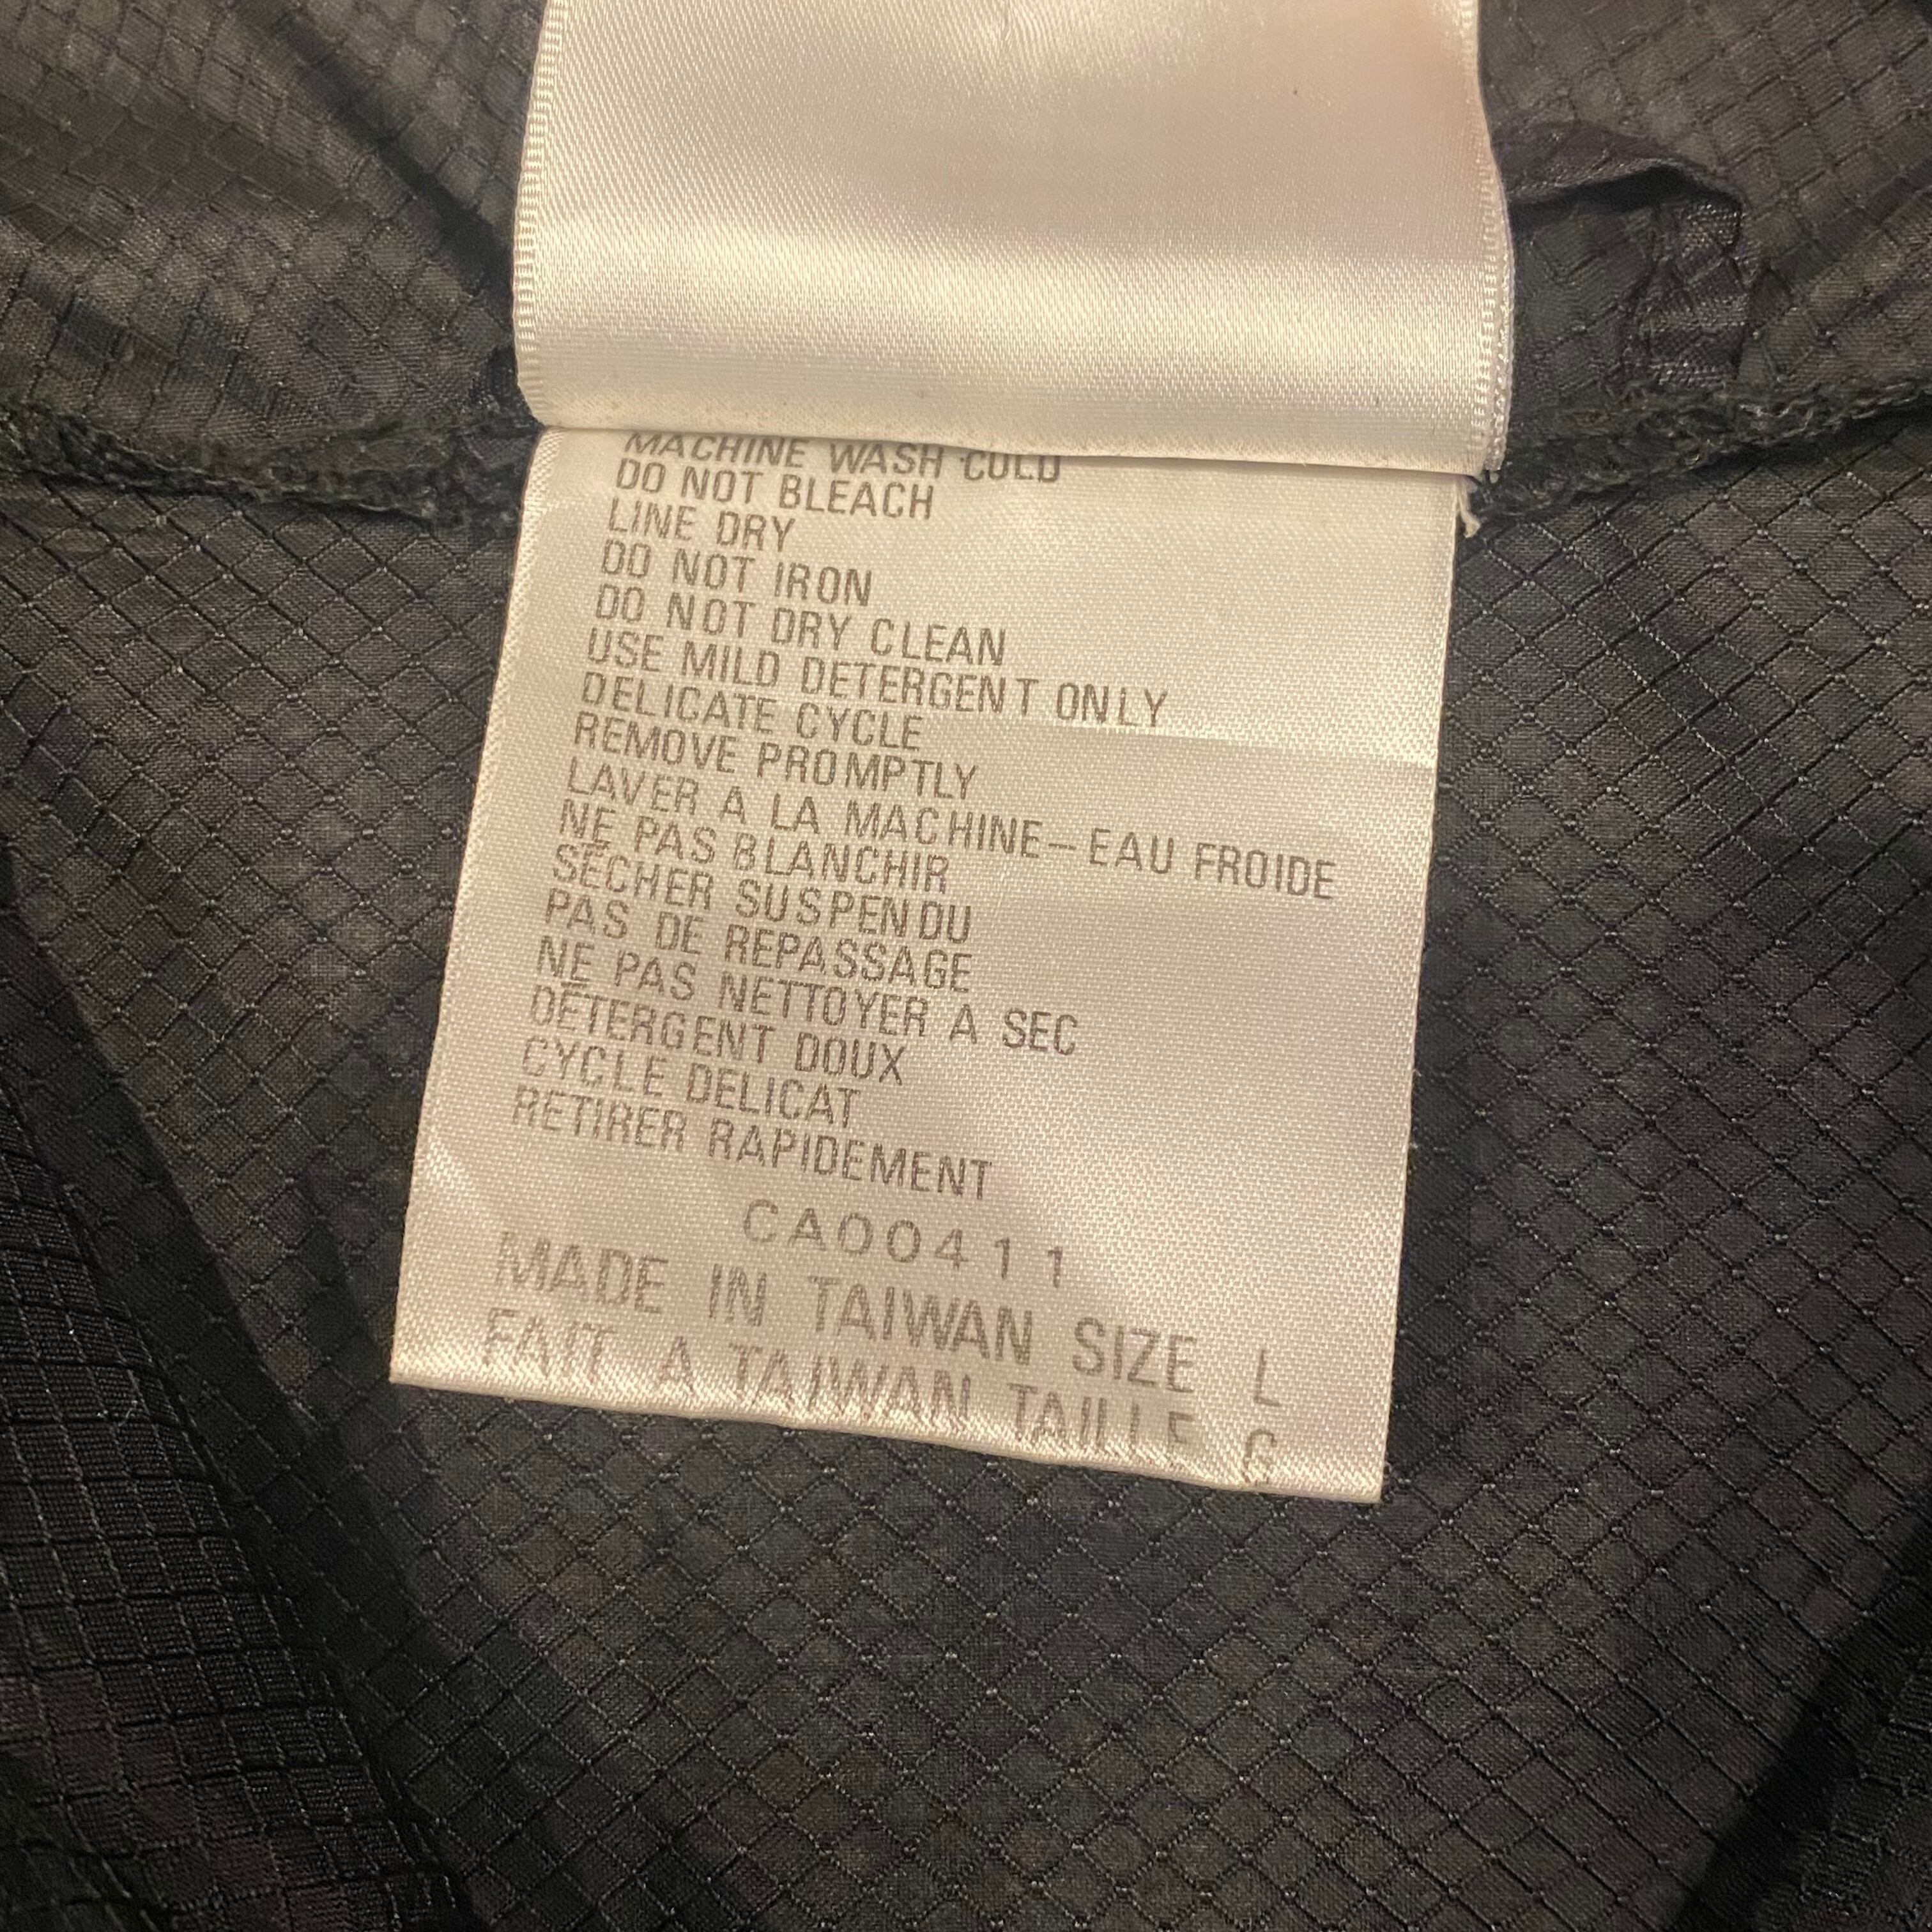 MACHINE WASH COLD
DO NOT BLEACH
LINE DRY
DO NOT IRON
DO NOT DRY CLEAN
USE MILD DETERGENT ONLY
DELICATE CYCLE
REMOVE PROMPTLY
LAVER A LA MACHINE–EAU FROIDE
NE PAS BLANCHIR
SÉCHER SUSPENDU
PAS DE REPASSAGE
NE PAS NETTOYER A SEC
DÉTERGENT DOUX
CYCLE DELICAT
RETIRER RAPIDEMENT
CA00411
MADE IN TAIWAN SIZE L
FAIT A TAIWAN TAILLE G